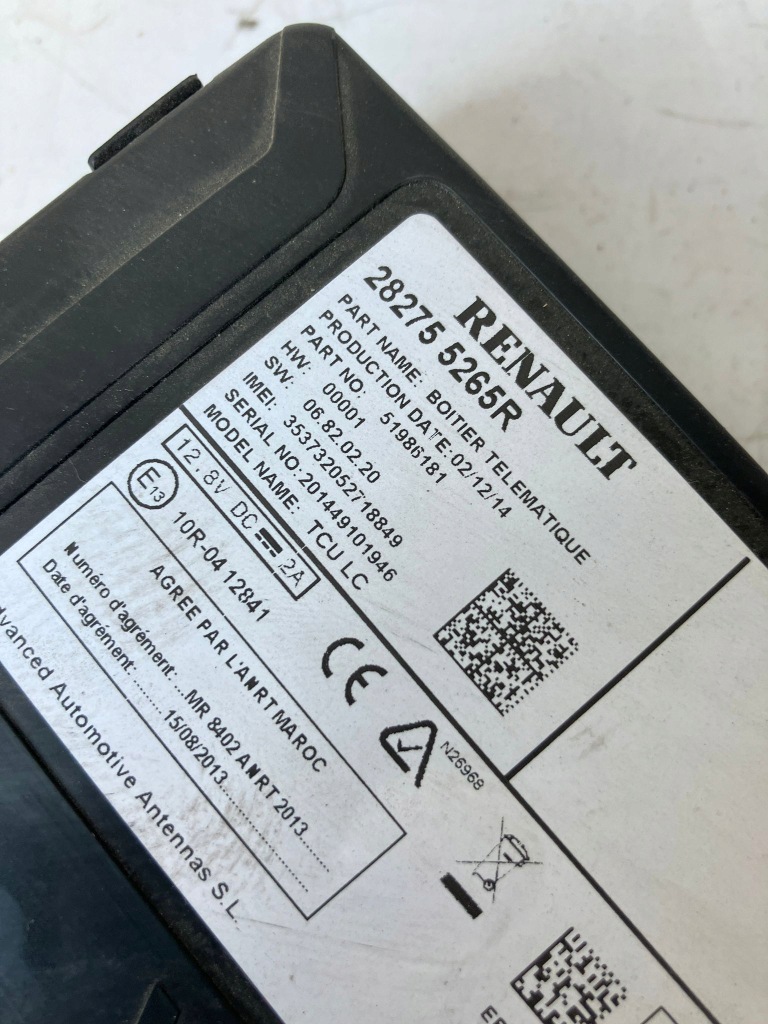 RENAULT
28275 5265R
PART NAME: BOITIER TELEMATIQUE
PRODUCTION DATE: 02/12/14
PART NO: 51986181
HW: 00001
SW: 06.82.02.20
IMEI: 353732052718849
SERIAL NO: 201449101946
MODEL NAME: TCU LC
12.8V DC 2A
E13 10R-04 12841
CE
N26968
AGREE PAR L'ANRT MAROC
Numéro d'agrément:...MR 8402 ANRT 2013
Date d'agrément:........15/08/2013
Automotive Antennas S.L.